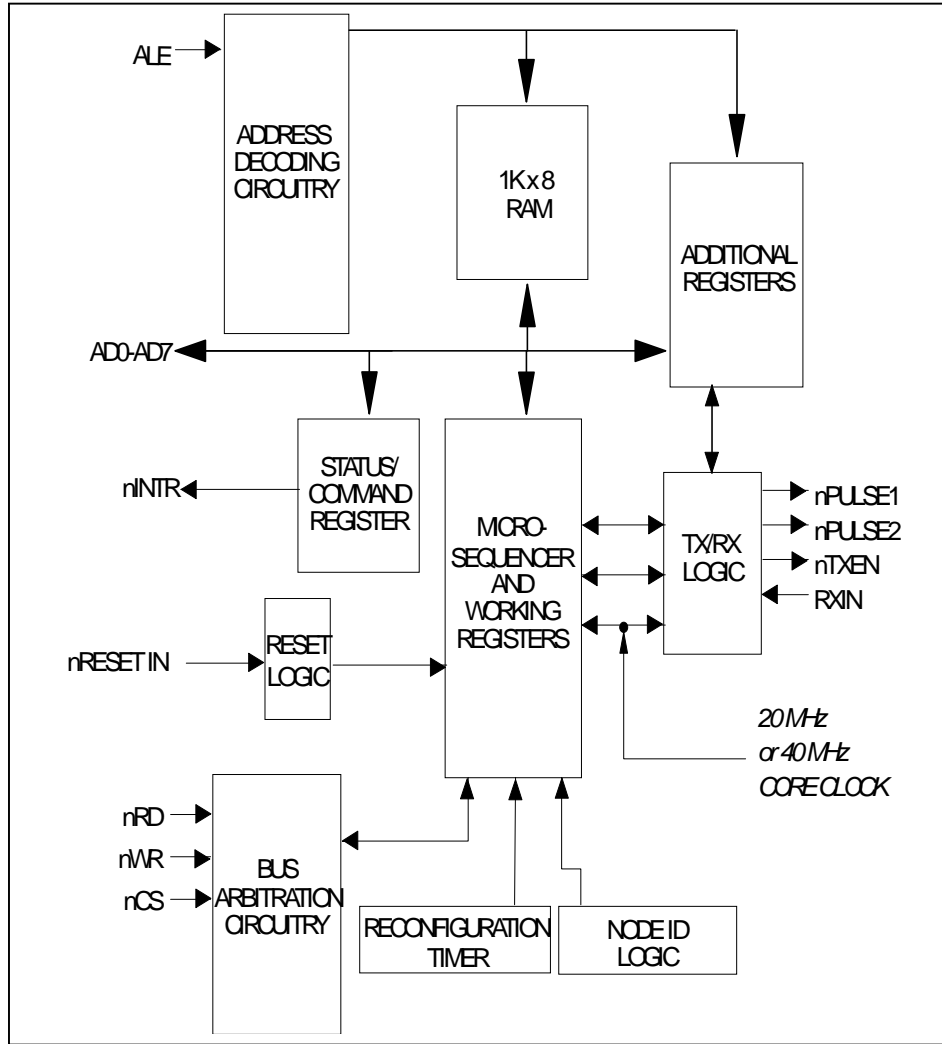 ALE
ADDRESS
DECODING
CIRCUITRY
1K x 8
RAM
ADDITIONAL
REGISTERS
AD0-AD7
nINTR
STATUS/
COMMAND
REGISTER
MICRO-
SEQUENCER
AND
WORKING
REGISTERS
TX/RX
LOGIC
nPULSE1
nPULSE2
nTXEN
RXIN
nRESET IN
RESET
LOGIC
20 MHz
or 40 MHz
CORE CLOCK
nRD
nWR
nCS
BUS
ARBITRATION
CIRCUITRY
RECONFIGURATION
TIMER
NODE ID
LOGIC